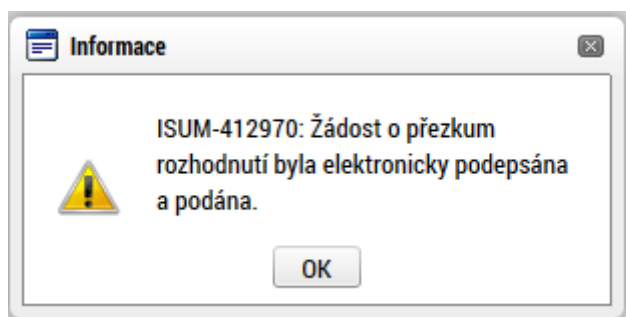 Informace
ISUM-412970: Žádost o přezkum
rozhodnutí byla elektronicky podepsána
a podána.
OK